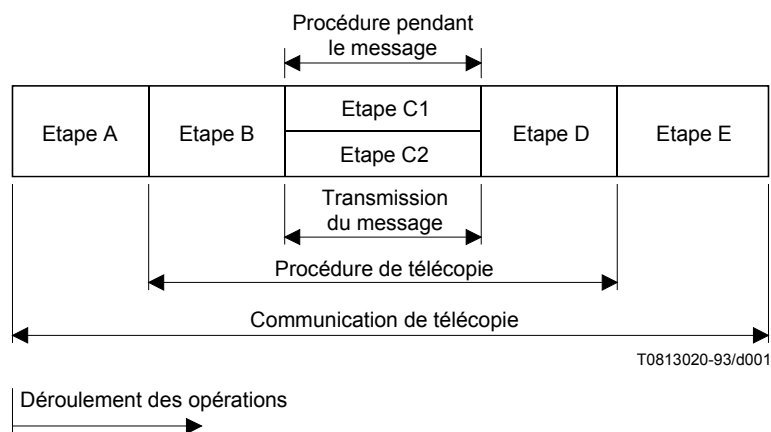 Procédure pendant
le message
Etape A
Etape B
Etape C1
Etape C2
Etape D
Etape E
Transmission
du message
Procédure de télécopie
Communication de télécopie
T0813020-93/d001
Déroulement des opérations